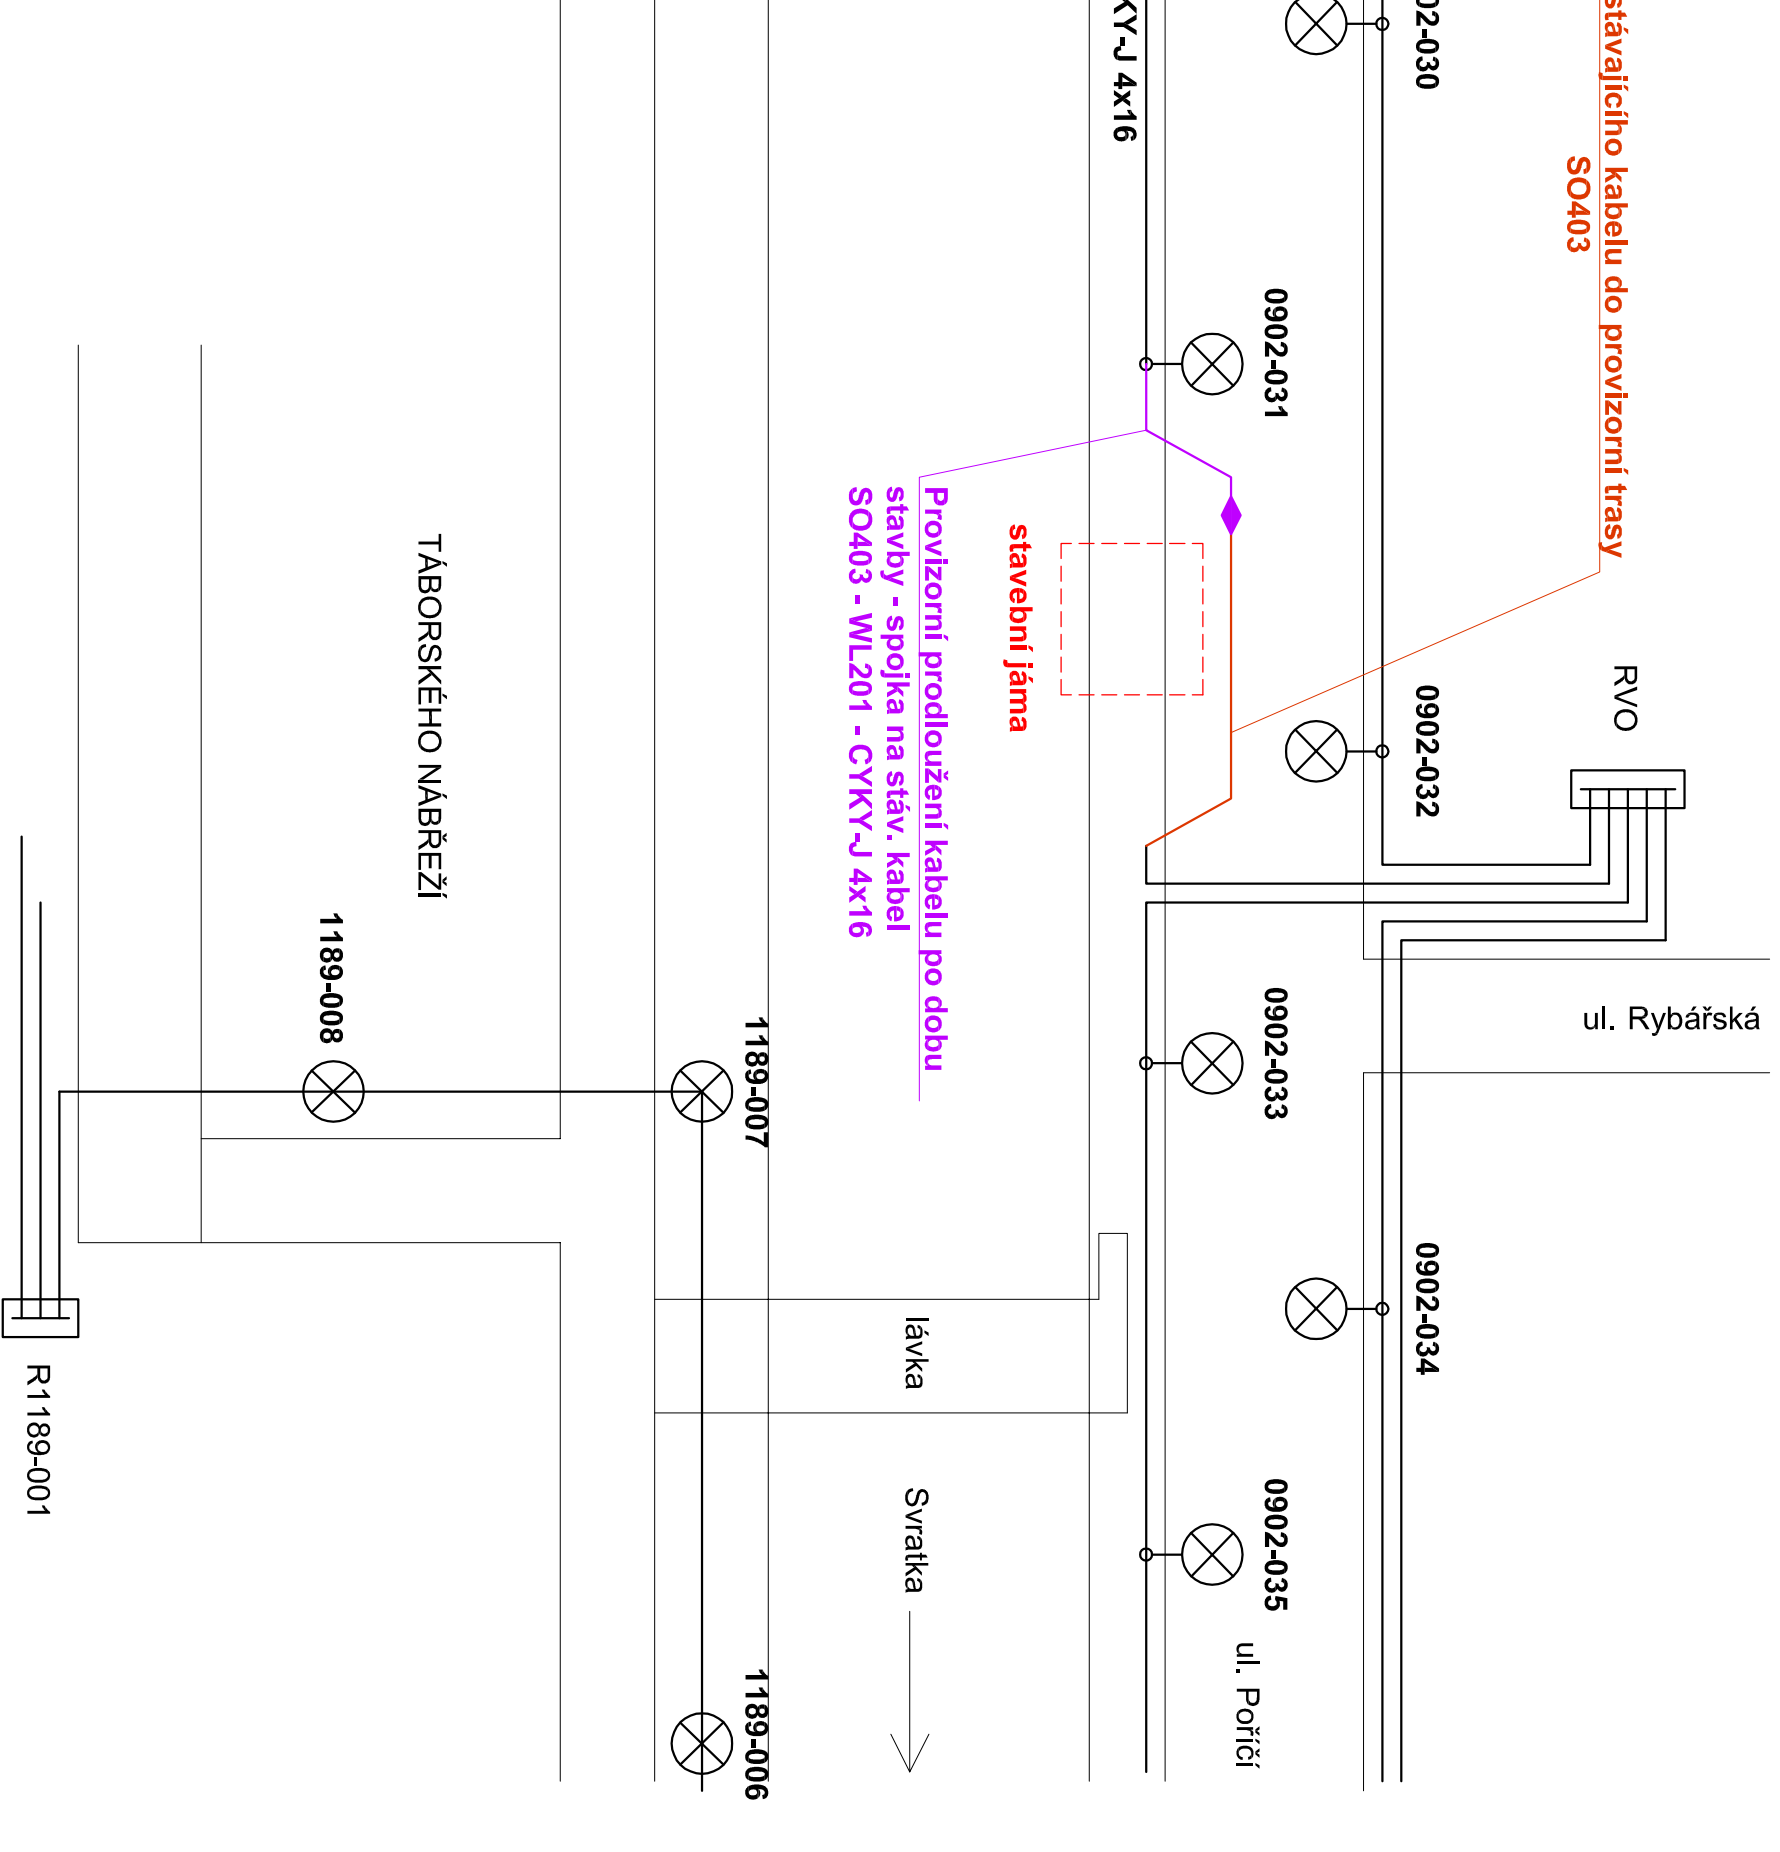 stávajícího kabelu do provizorní trasy
SO403
02-030
KY-J 4x16
0902-031
RVO
0902-032
ul. Rybářská
stavební jáma
Provizorní prodloužení kabelu po dobu
stavby - spojka na stáv. kabel
SO403 - WL201 - CYKY-J 4x16
TÁBORSKÉHO NÁBŘEŽÍ
0902-033
1189-008
1189-007
0902-034
lávka
R1189-001
Svratka
0902-035
ul. Poříčí
1189-006